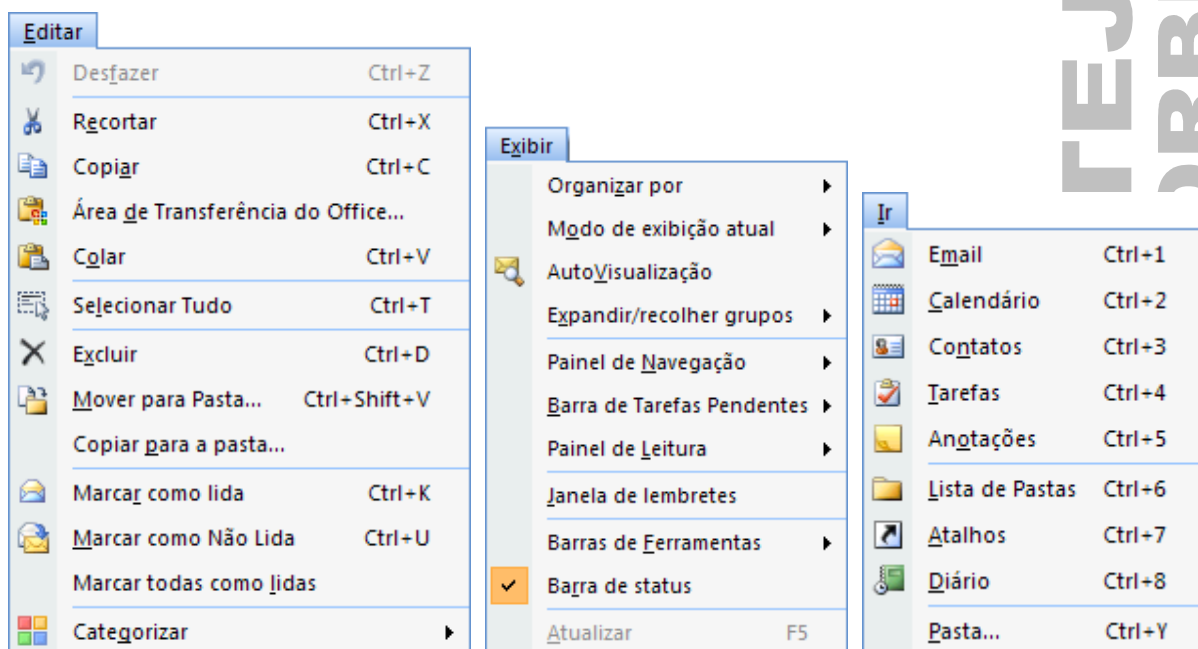 Editar
Desfazer Ctrl+Z
Recortar Ctrl+X
Copiar Ctrl+C
Área de Transferência do Office...
Colar Ctrl+V
Selecionar Tudo Ctrl+T
Excluir Ctrl+D
Mover para Pasta... Ctrl+Shift+V
Copiar para a pasta...
Marcar como lida Ctrl+K
Marcar como Não Lida Ctrl+U
Marcar todas como lidas
Categorizar
Exibir
Organizar por
Modo de exibição atual
AutoVisualização
Expandir/recolher grupos
Painel de Navegação
Barra de Tarefas Pendentes
Painel de Leitura
Janela de lembretes
Barras de Ferramentas
Barra de status
Atualizar F5
Ir
Email Ctrl+1
Calendário Ctrl+2
Contatos Ctrl+3
Tarefas Ctrl+4
Anotações Ctrl+5
Lista de Pastas Ctrl+6
Atalhos Ctrl+7
Diário Ctrl+8
Pasta... Ctrl+Y